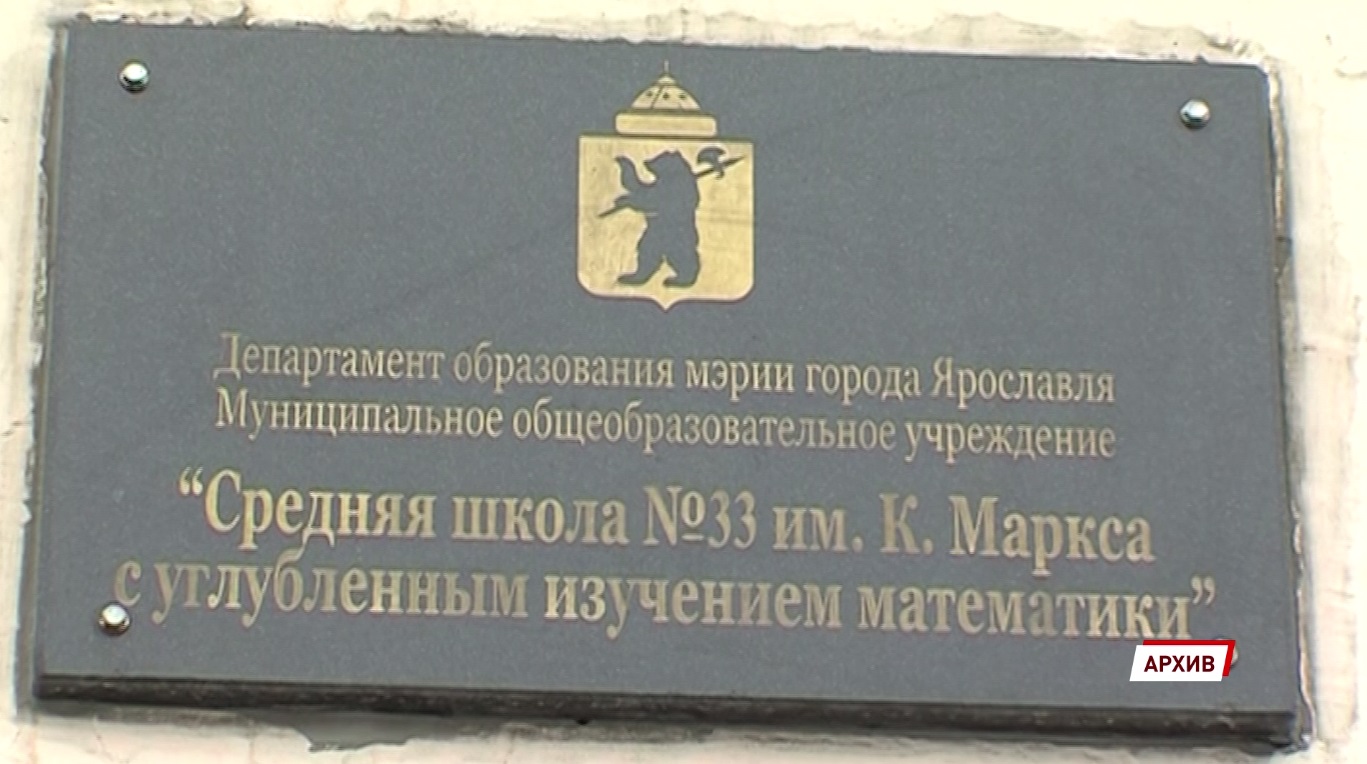 Департамент образования мэрии города Ярославля
Муниципальное общеобразовательное учреждение
“Средняя школа №33 им. К. Маркса
с углубленным изучением математики”
АРХИВ